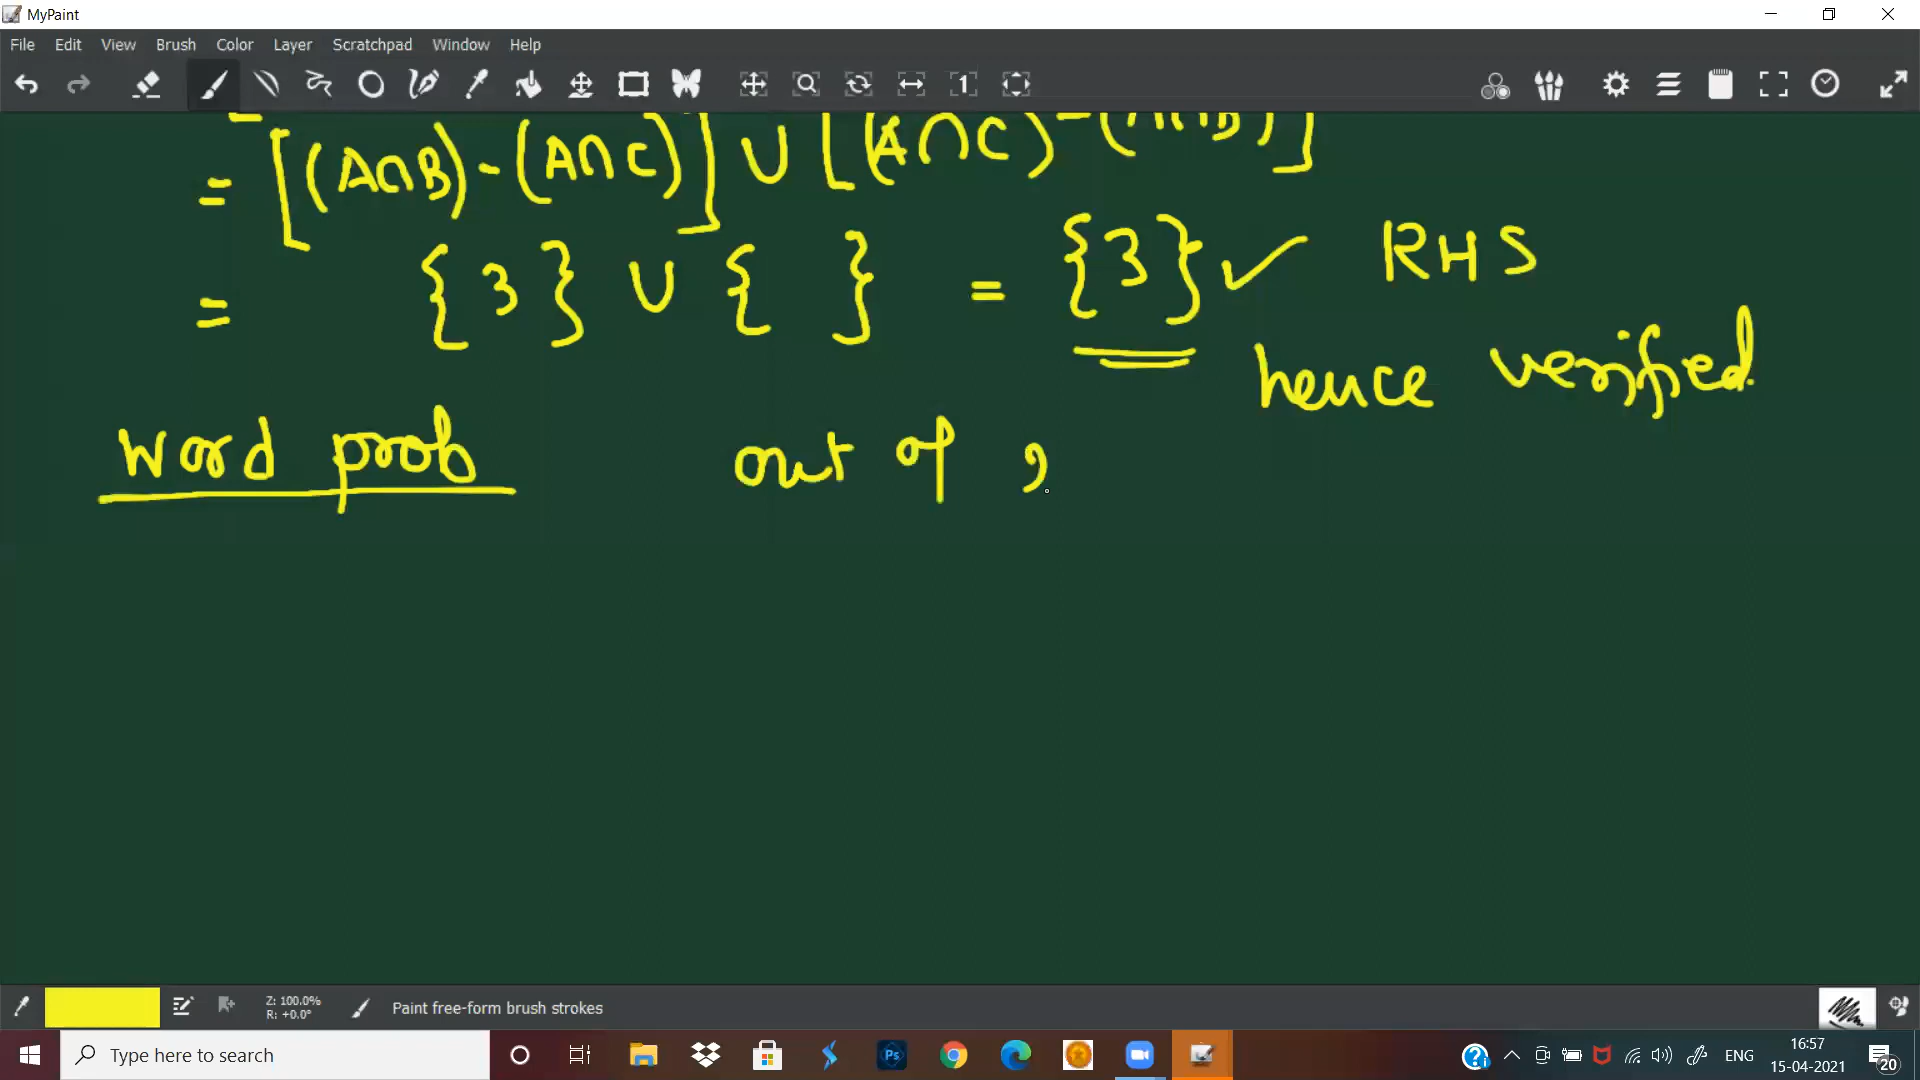 MyPaint
File Edit View Brush Color Layer Scratchpad Window Help
= [(A∩B)-(A∩C)] ∪ [(A∩C)-(A∩B)]
= {3} ∪ { } = {3} ✓ RHS
hence verified.
Word prob out of
Z: 100.0%
R: +0.0°
Paint free-form brush strokes
Type here to search
Ps
ENG
16:57
15-04-2021
20